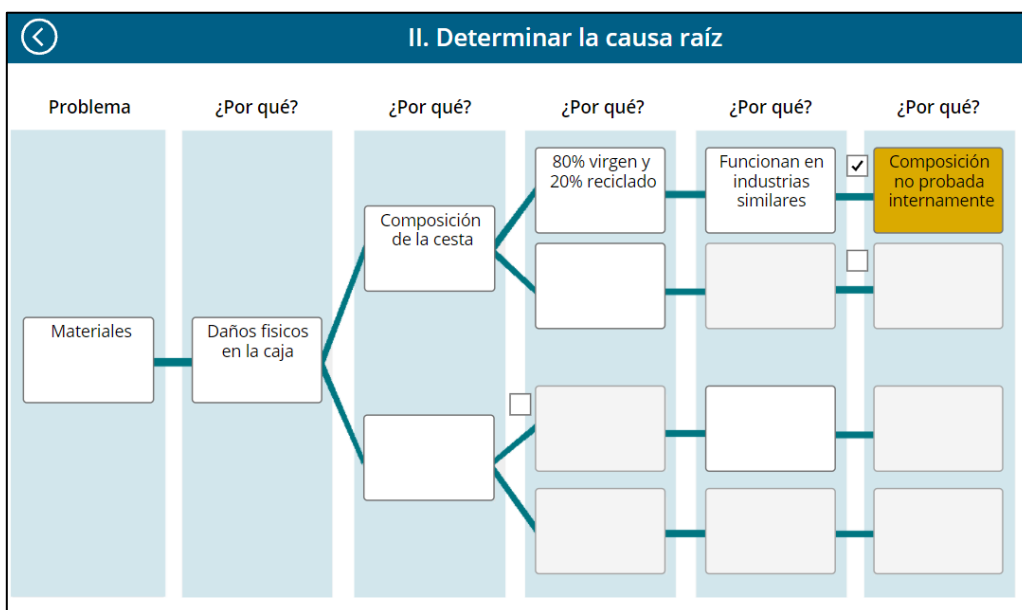 II. Determinar la causa raíz
Problema
¿Por qué?
¿Por qué?
¿Por qué?
¿Por qué?
¿Por qué?
Materiales
Daños fisicos
en la caja
Composición
de la cesta
80% virgen y
20% reciclado
Funcionan en
industrias
similares
Composición
no probada
internamente